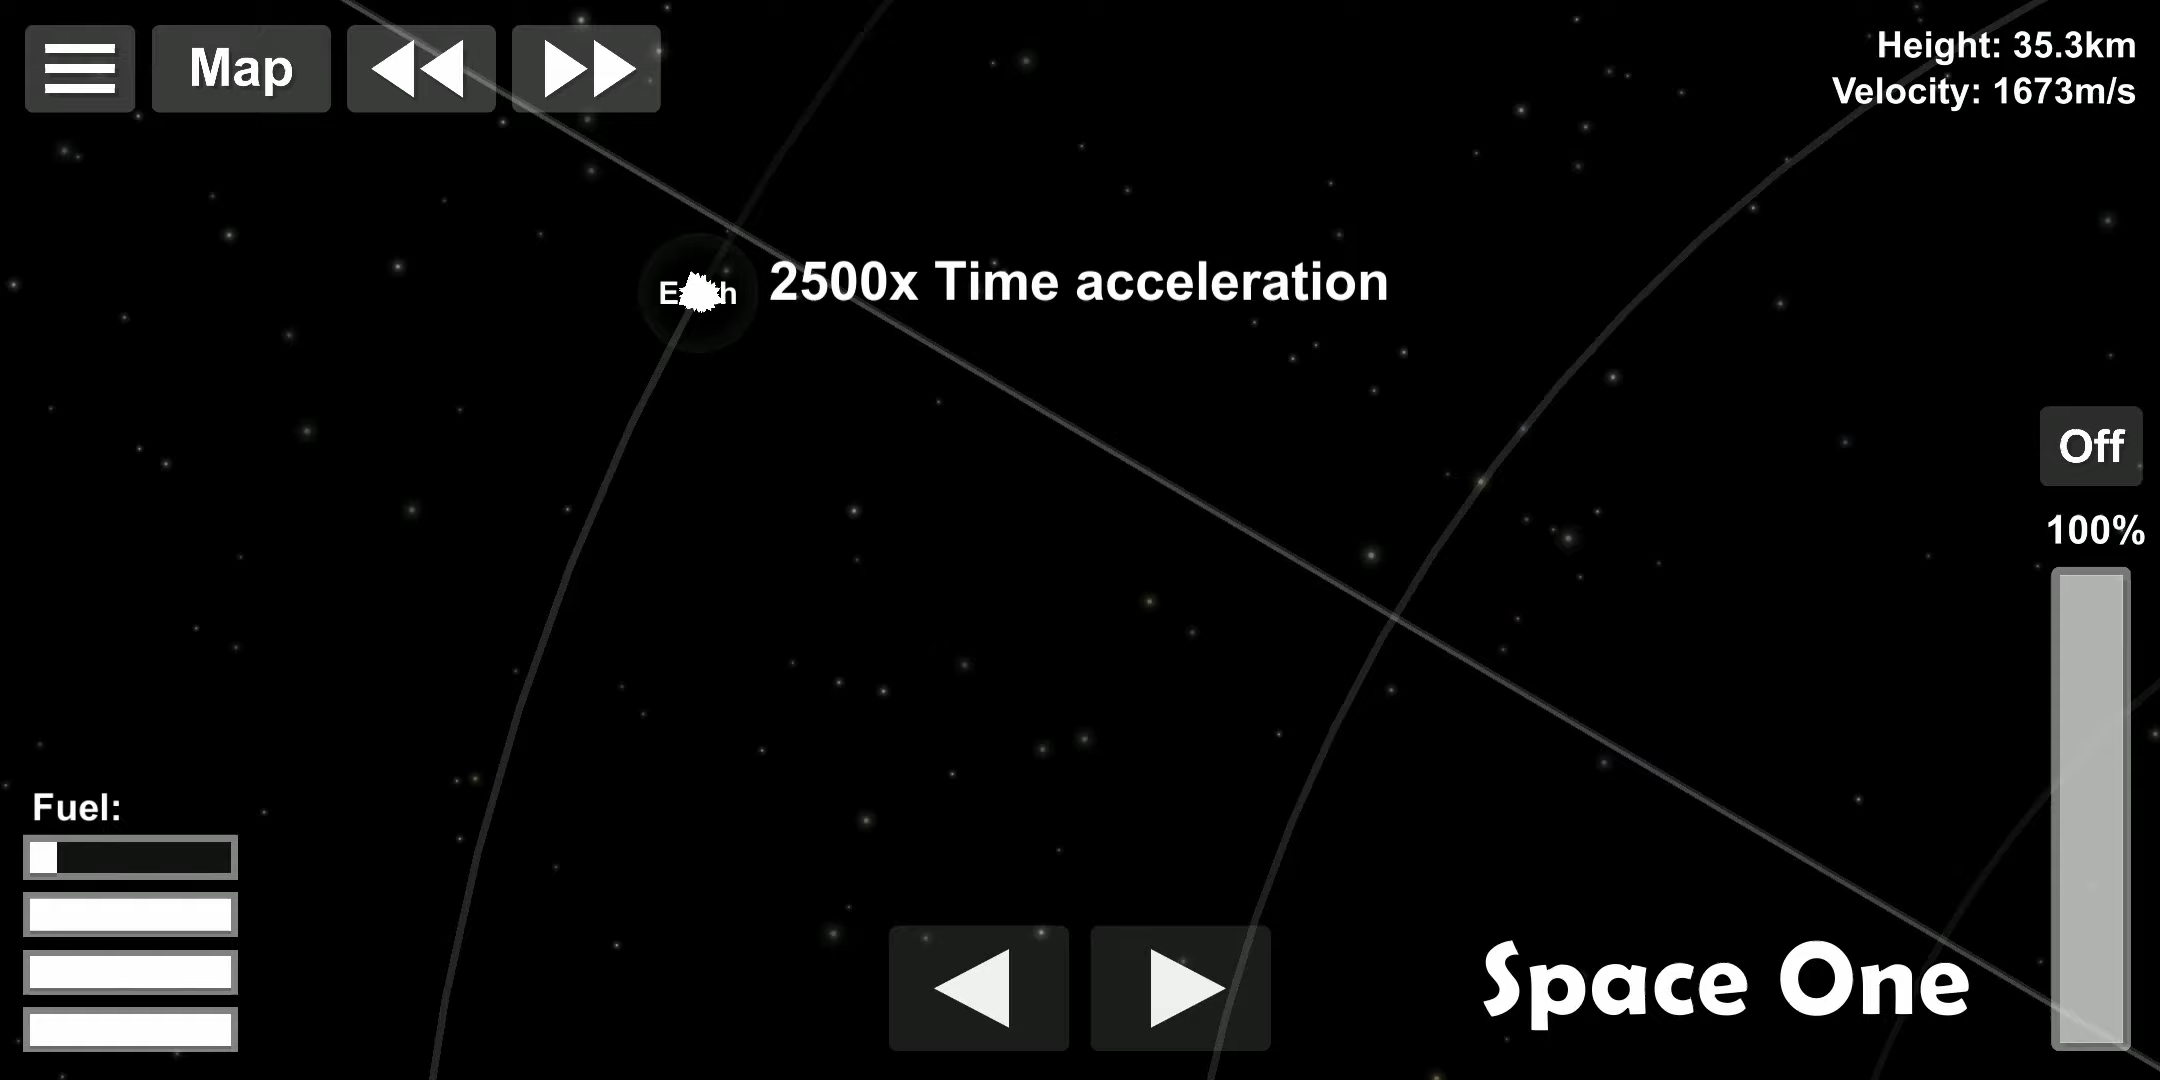 Map
Height: 35.3km
Velocity: 1673m/s
2500x Time acceleration
Off
100%
Fuel:
Space One